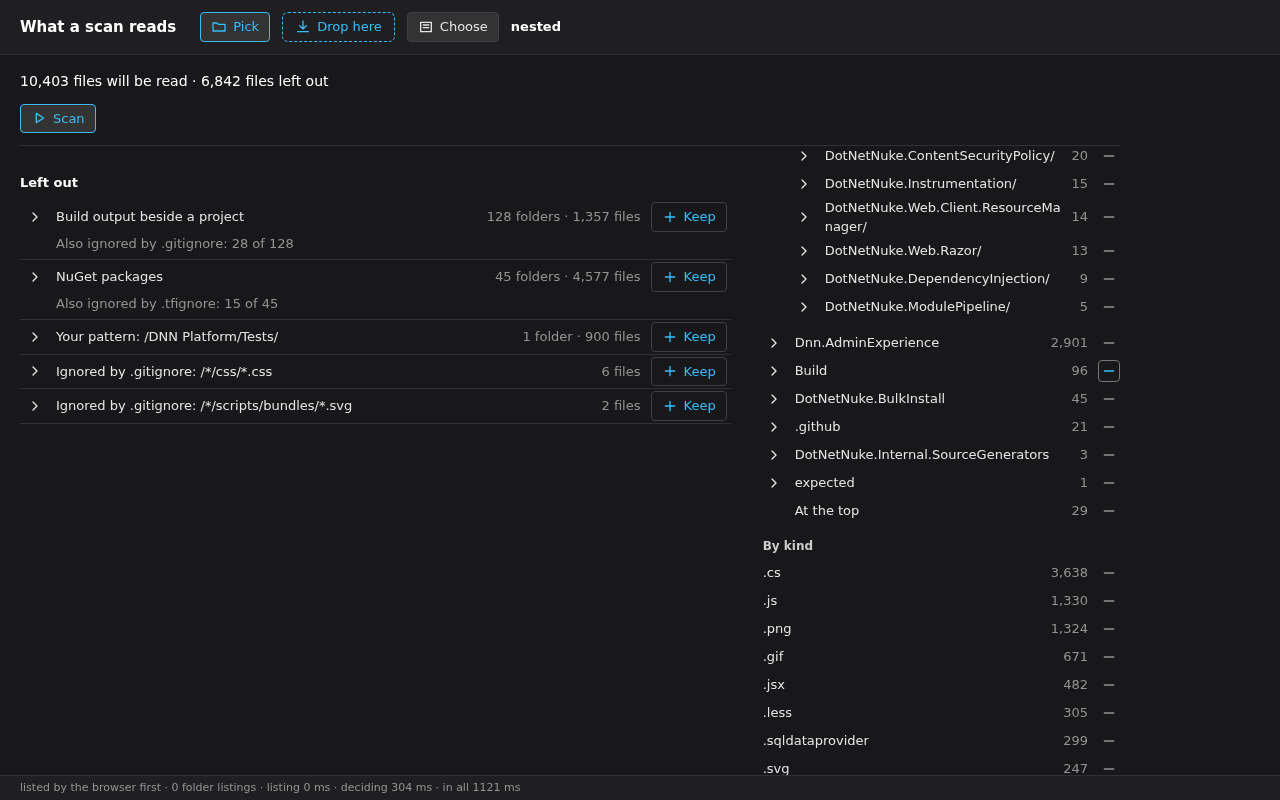 What a scan reads
Pick
Drop here
Choose
nested
10,403 files will be read · 6,842 files left out
Scan
Left out
Build output beside a project 128 folders · 1,357 files Keep
Also ignored by .gitignore: 28 of 128
NuGet packages 45 folders · 4,577 files Keep
Also ignored by .tfignore: 15 of 45
Your pattern: /DNN Platform/Tests/ 1 folder · 900 files Keep
Ignored by .gitignore: /*/css/*.css 6 files Keep
Ignored by .gitignore: /*/scripts/bundles/*.svg 2 files Keep
DotNetNuke.ContentSecurityPolicy/ 20
DotNetNuke.Instrumentation/ 15
DotNetNuke.Web.Client.ResourceMa
nager/ 14
DotNetNuke.Web.Razor/ 13
DotNetNuke.DependencyInjection/ 9
DotNetNuke.ModulePipeline/ 5
Dnn.AdminExperience 2,901
Build 96
DotNetNuke.BulkInstall 45
.github 21
DotNetNuke.Internal.SourceGenerators 3
expected 1
At the top 29
By kind
.cs 3,638
.js 1,330
.png 1,324
.gif 671
.jsx 482
.less 305
.sqldataprovider 299
.svg 247
listed by the browser first · 0 folder listings · listing 0 ms · deciding 304 ms · in all 1121 ms